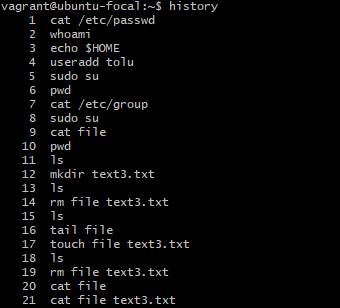 vagrant@ubuntu-focal:~$ history
1 cat /etc/passwd
2 whoami
3 echo $HOME
4 useradd tolu
5 sudo su
6 pwd
7 cat /etc/group
8 sudo su
9 cat file
10 pwd
11 ls
12 mkdir text3.txt
13 ls
14 rm file text3.txt
15 ls
16 tail file
17 touch file text3.txt
18 ls
19 rm file text3.txt
20 cat file
21 cat file text3.txt